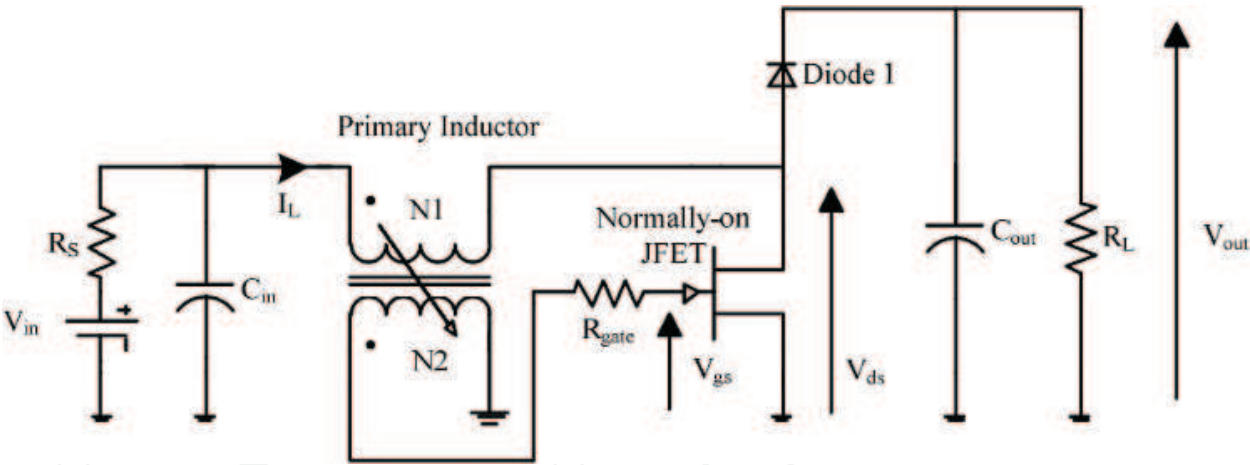 Diode 1
Primary Inductor
I_L
N1
Normally-on
JFET
R_S
C_in
C_out
R_L
V_out
V_in
+
R_gate
N2
V_gs
V_ds